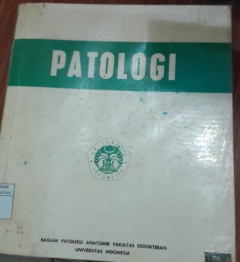 PATOLOGI
BAGIAN PATOLOGI ANATOMIK FAKULTAS KEDOKTERAN
UNIVERSITAS INDONESIA